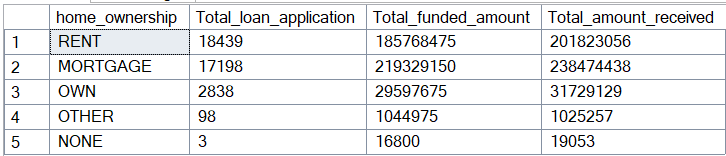 home_ownership Total_loan_application Total_funded_amount Total_amount_received
1 RENT 18439 185768475 201823056
2 MORTGAGE 17198 219329150 238474438
3 OWN 2838 29597675 31729129
4 OTHER 98 1044975 1025257
5 NONE 3 16800 19053